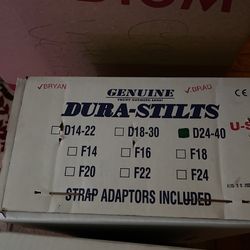 ✓BRYAN
GENUINE
✓BRAD
DURA-STILTS
U-S
☐D14-22 ☐D18-30 ■D24-40
☐F14 ☐F16 ☐F18
☐F20 ☐F22 ☐F24
STRAP ADAPTORS INCLUDED
CE